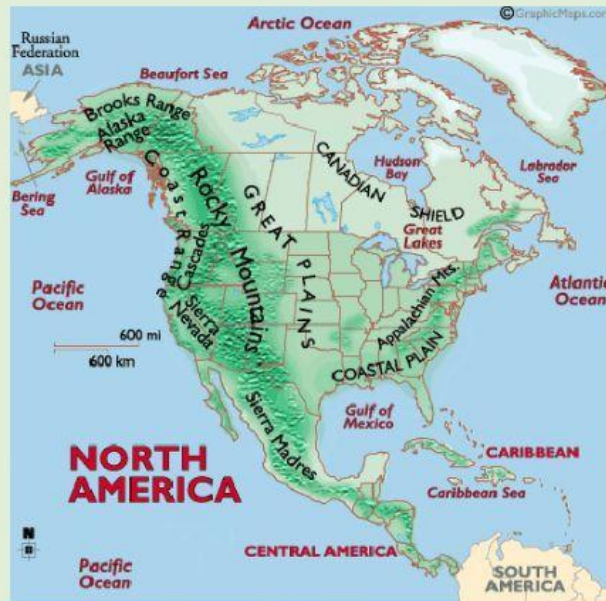 © GraphicMaps.com
Arctic Ocean
Russian
Federation
ASIA
Beaufort Sea
Brooks Range
Alaska
Range
Bering
Sea
Gulf of
Alaska
Coast Range
Rocky Mountains
Cascades
Sierra
Nevada
GREAT PLAINS
CANADIAN
SHIELD
Hudson
Bay
Labrador
Sea
Great
Lakes
Pacific
Ocean
Atlantic
Ocean
Appalachian Mts.
COASTAL PLAIN
600 mi
600 km
Gulf of
Mexico
Sierra Madres
NORTH
AMERICA
CARIBBEAN
Caribbean Sea
N
CENTRAL AMERICA
Pacific
Ocean
SOUTH
AMERICA